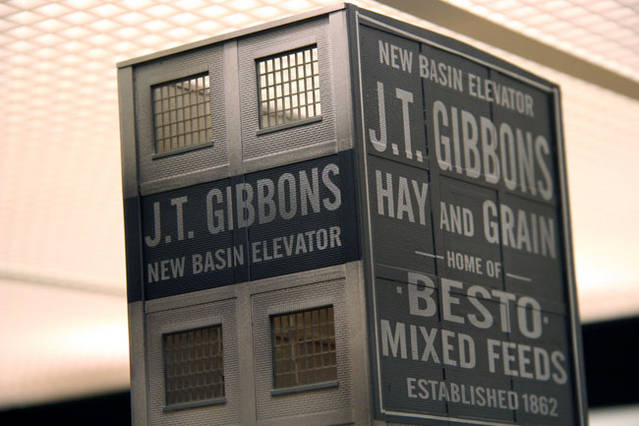 J.T. GIBBONS
NEW BASIN ELEVATOR
NEW BASIN ELEVATOR
J.T. GIBBONS
HAY AND GRAIN
HOME OF
·BESTO·
MIXED FEEDS
ESTABLISHED 1862